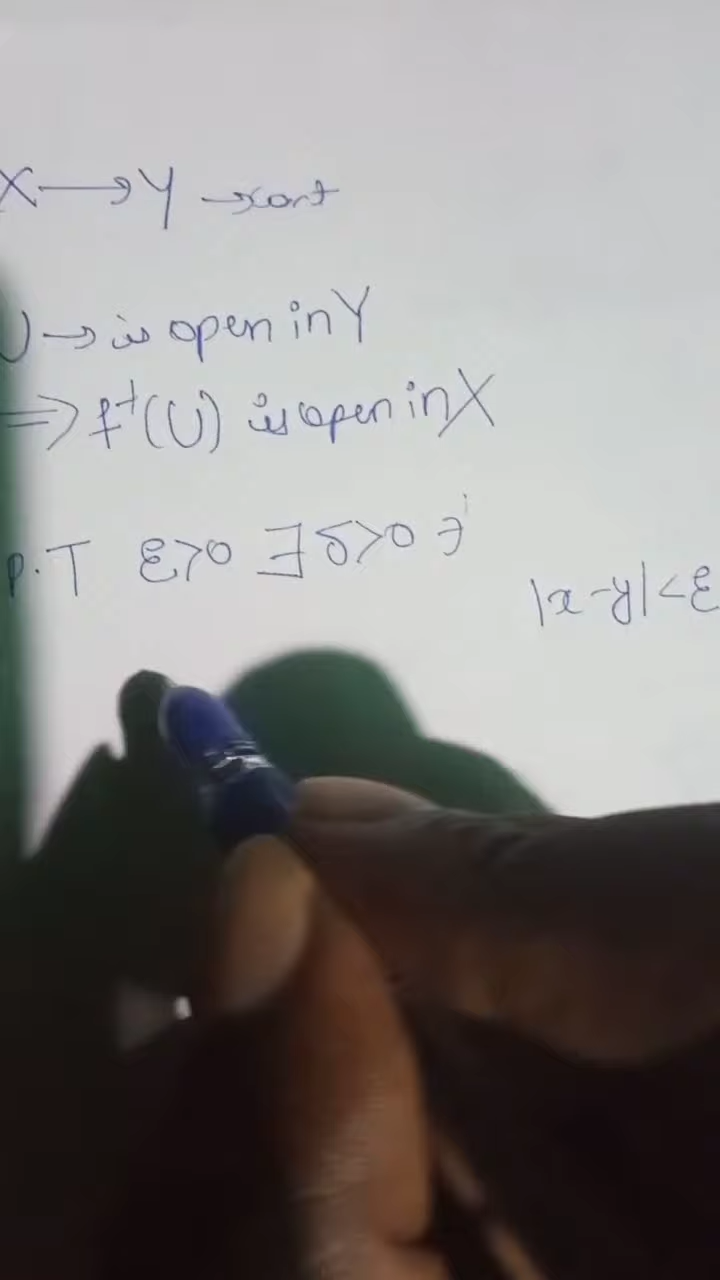 X → Y → cont
U → is open in Y
⇒ f⁻¹(U) is open in X
P.T ε>0 ∃ δ>0 ∋
|x-y|<ε